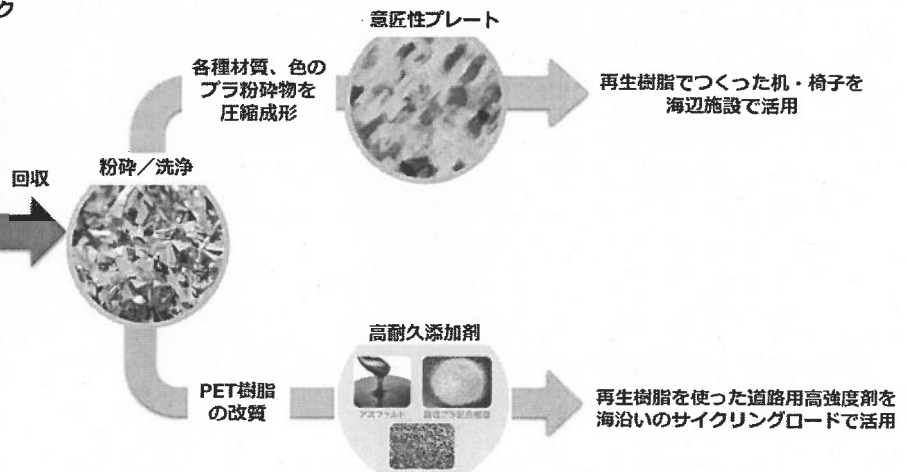 ク
意匠性プレート
各種材質、色の
プラ粉砕物を
圧縮成形
再生樹脂でつくった机・椅子を
海辺施設で活用
粉砕／洗浄
回収
高耐久添加剤
アスファルト
PET樹脂
の改質
再生樹脂を使った道路用高強度剤を
海沿いのサイクリングロードで活用